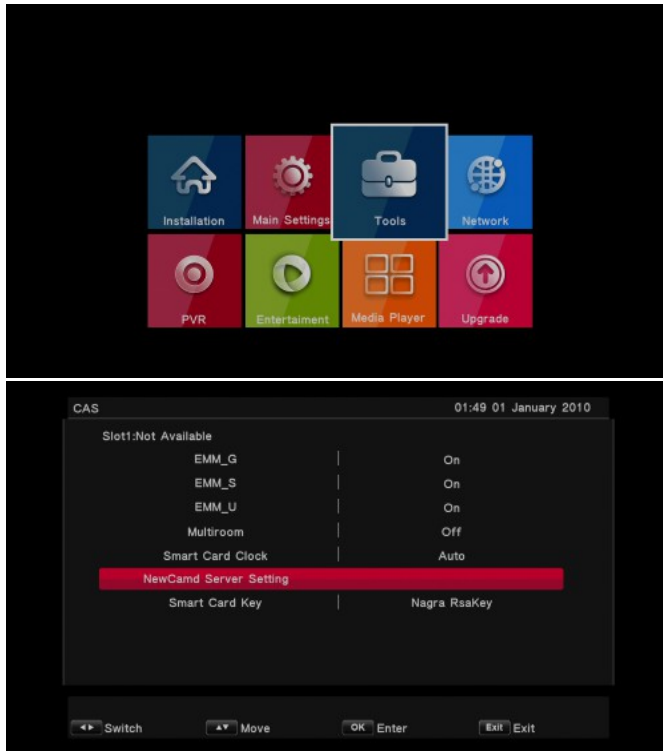 Installation Main Settings Tools Network
PVR Entertaiment Media Player Upgrade
CAS 01:49 01 January 2010
Slot1:Not Available
EMM_G On
EMM_S On
EMM_U On
Multiroom Off
Smart Card Clock Auto
NewCamd Server Setting
Smart Card Key Nagra RsaKey
Switch Move OK Enter Exit Exit